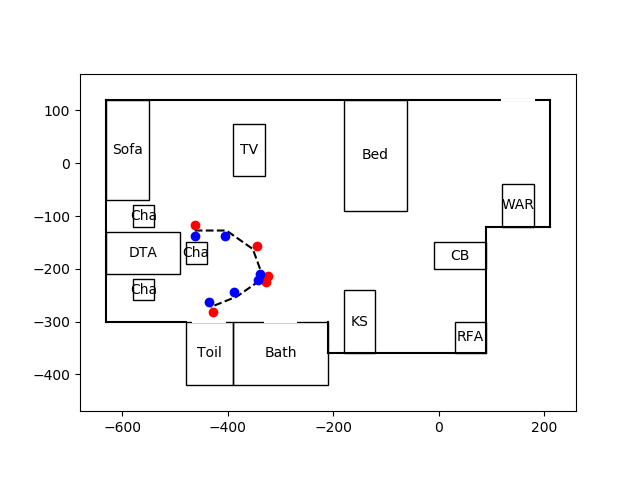 100
0
−100
−200
−300
−400
−600
−400
−200
0
200
Sofa
TV
Bed
Cha
WAR
DTA
Cha
CB
Cha
KS
RFA
Toil
Bath